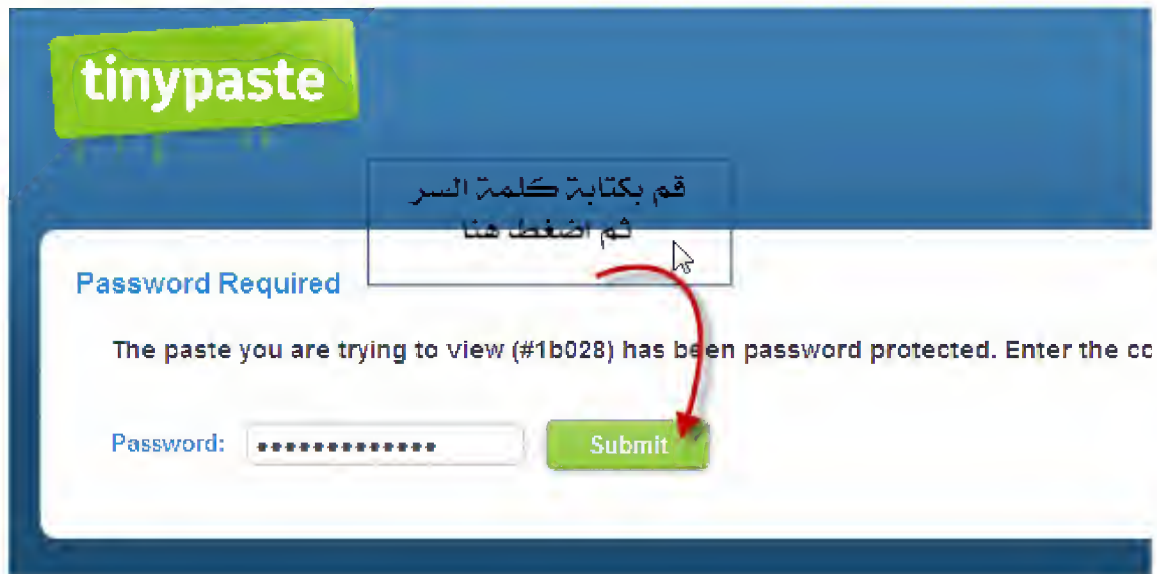 tinypaste
قم بكتابة كلمة السر
ثم اضغط هنا
Password Required
The paste you are trying to view (#1b028) has been password protected. Enter the
Password: ●●●●●●●●●●●●● Submit